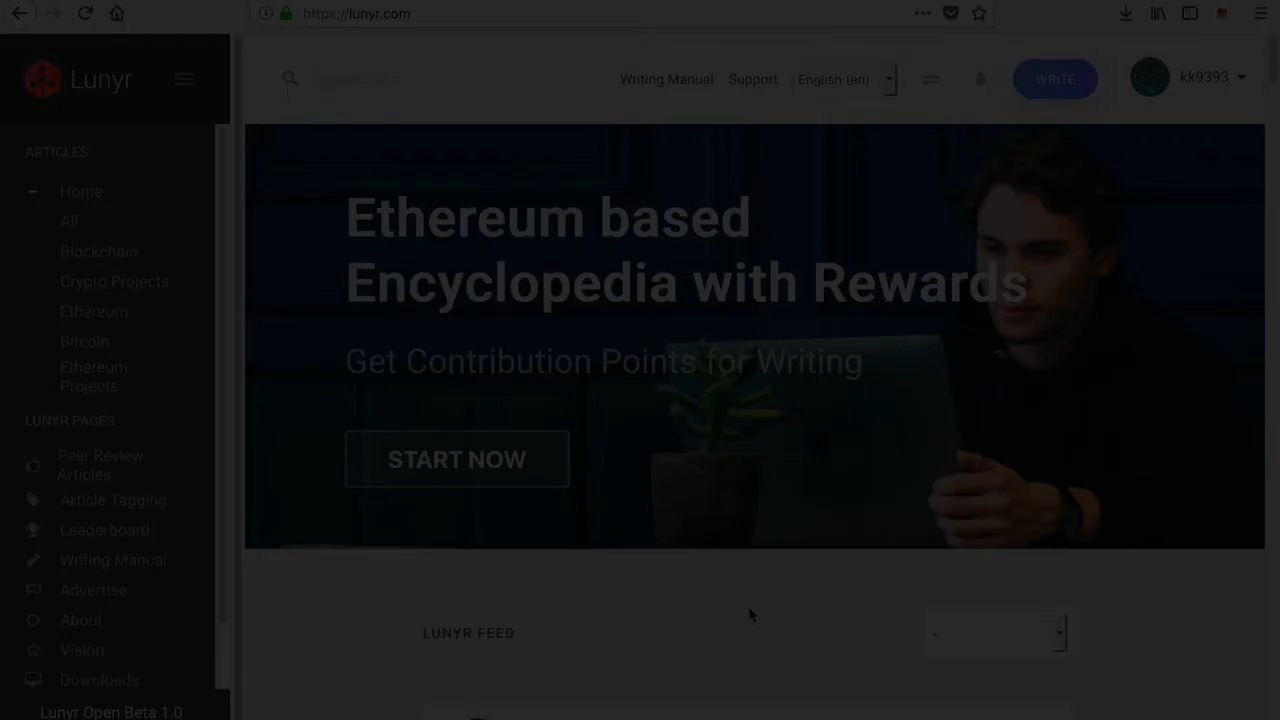 https://lunyr.com
Lunyr
Writing Manual
Support
English (en)
WRITE
kk9393
ARTICLES
Home
All
Blockchain
Crypto Projects
Ethereum
Bitcoin
Ethereum
Projects
LUNYR PAGES
Peer Review
Articles
Article Tagging
Leaderboard
Writing Manual
Advertise
About
Vision
Downloads
Lunyr Open Beta 1.0
Ethereum based
Encyclopedia with Rewards
Get Contribution Points for Writing
START NOW
LUNYR FEED